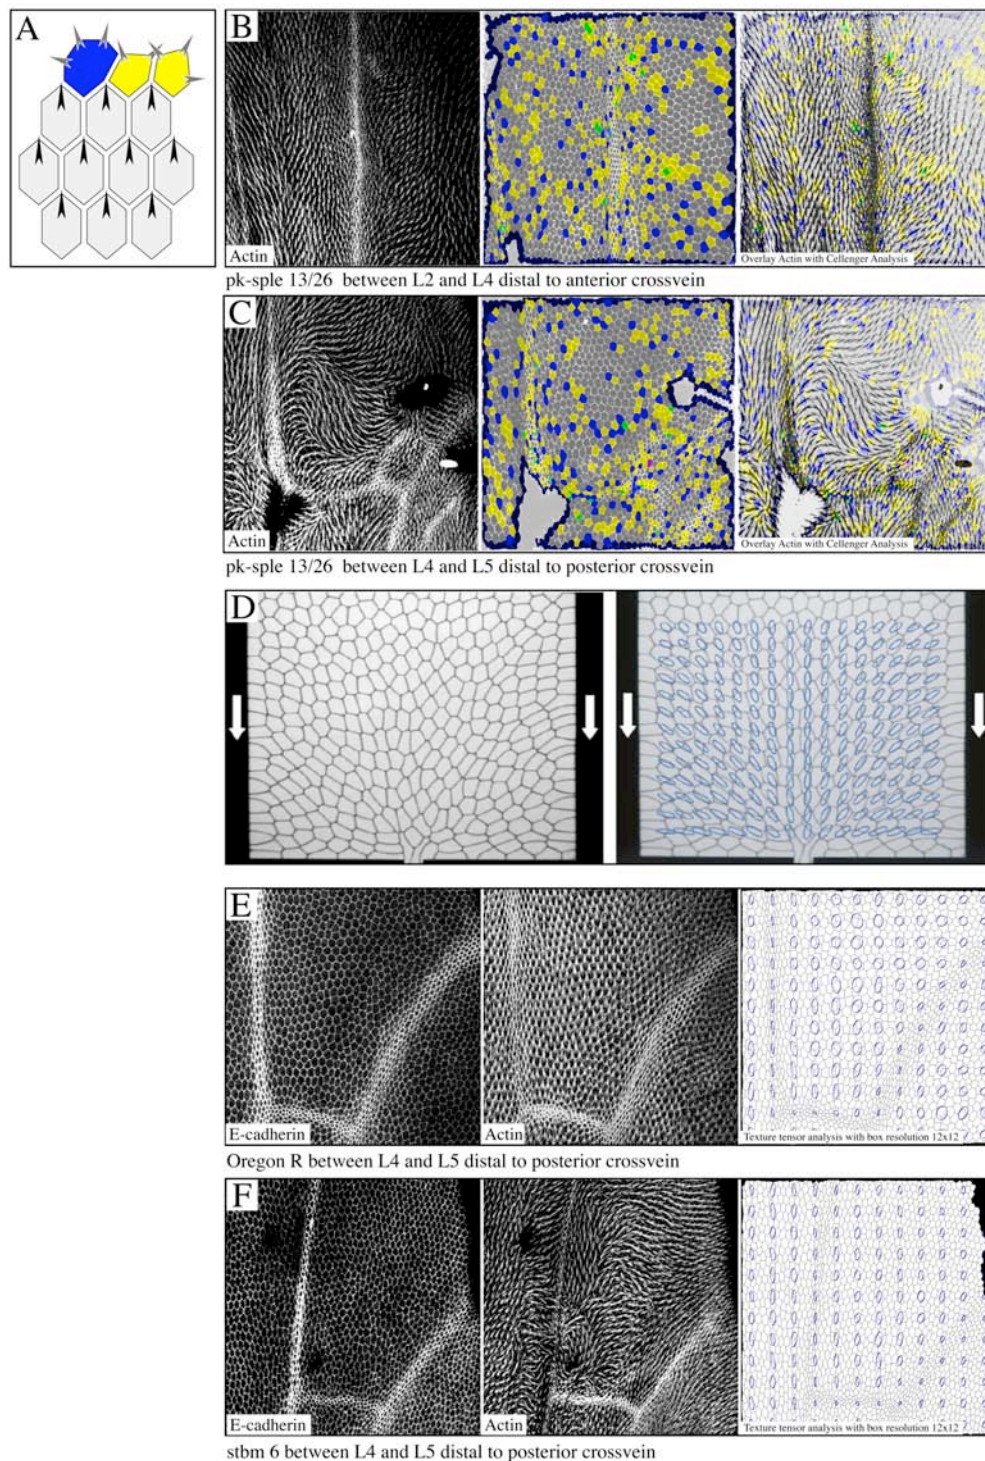 A
B
Actin
Overlay Actin with Cellenger Analysis
pk-sple 13/26 between L2 and L4 distal to anterior crossvein
C
Actin
Overlay Actin with Cellenger Analysis
pk-sple 13/26 between L4 and L5 distal to posterior crossvein
D
E
E-cadherin
Actin
Texture tensor analysis with box resolution 12x12
Oregon R between L4 and L5 distal to posterior crossvein
F
E-cadherin
Actin
Texture tensor analysis with box resolution 12x12
stbm 6 between L4 and L5 distal to posterior crossvein